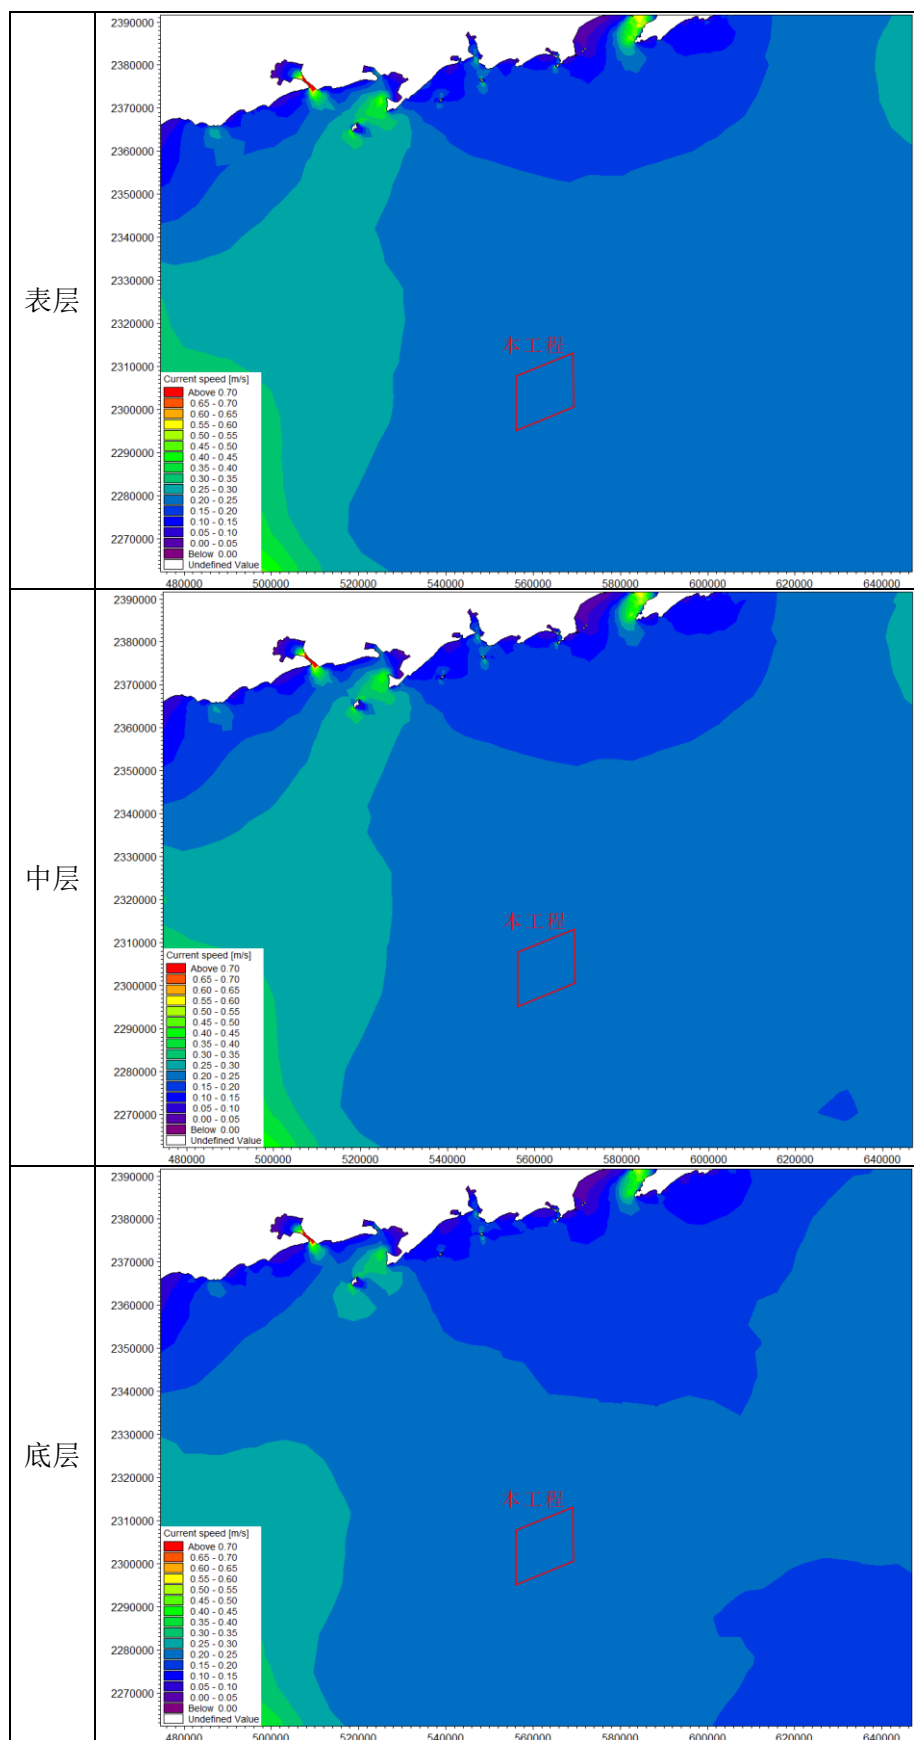 表层
2390000
2380000
2370000
2360000
2350000
2340000
2330000
2320000
2310000
2300000
2290000
2280000
2270000
本工程
Current speed [m/s]
Above 0.70
0.65 - 0.70
0.60 - 0.65
0.55 - 0.60
0.50 - 0.55
0.45 - 0.50
0.40 - 0.45
0.35 - 0.40
0.30 - 0.35
0.25 - 0.30
0.20 - 0.25
0.15 - 0.20
0.10 - 0.15
0.05 - 0.10
0.00 - 0.05
Below 0.00
Undefined Value
480000 500000 520000 540000 560000 580000 600000 620000 640000
中层
2390000
2380000
2370000
2360000
2350000
2340000
2330000
2320000
2310000
2300000
2290000
2280000
2270000
本工程
Current speed [m/s]
Above 0.70
0.65 - 0.70
0.60 - 0.65
0.55 - 0.60
0.50 - 0.55
0.45 - 0.50
0.40 - 0.45
0.35 - 0.40
0.30 - 0.35
0.25 - 0.30
0.20 - 0.25
0.15 - 0.20
0.10 - 0.15
0.05 - 0.10
0.00 - 0.05
Below 0.00
Undefined Value
480000 500000 520000 540000 560000 580000 600000 620000 640000
底层
2390000
2380000
2370000
2360000
2350000
2340000
2330000
2320000
2310000
2300000
2290000
2280000
2270000
本工程
Current speed [m/s]
Above 0.70
0.65 - 0.70
0.60 - 0.65
0.55 - 0.60
0.50 - 0.55
0.45 - 0.50
0.40 - 0.45
0.35 - 0.40
0.30 - 0.35
0.25 - 0.30
0.20 - 0.25
0.15 - 0.20
0.10 - 0.15
0.05 - 0.10
0.00 - 0.05
Below 0.00
Undefined Value
480000 500000 520000 540000 560000 580000 600000 620000 640000